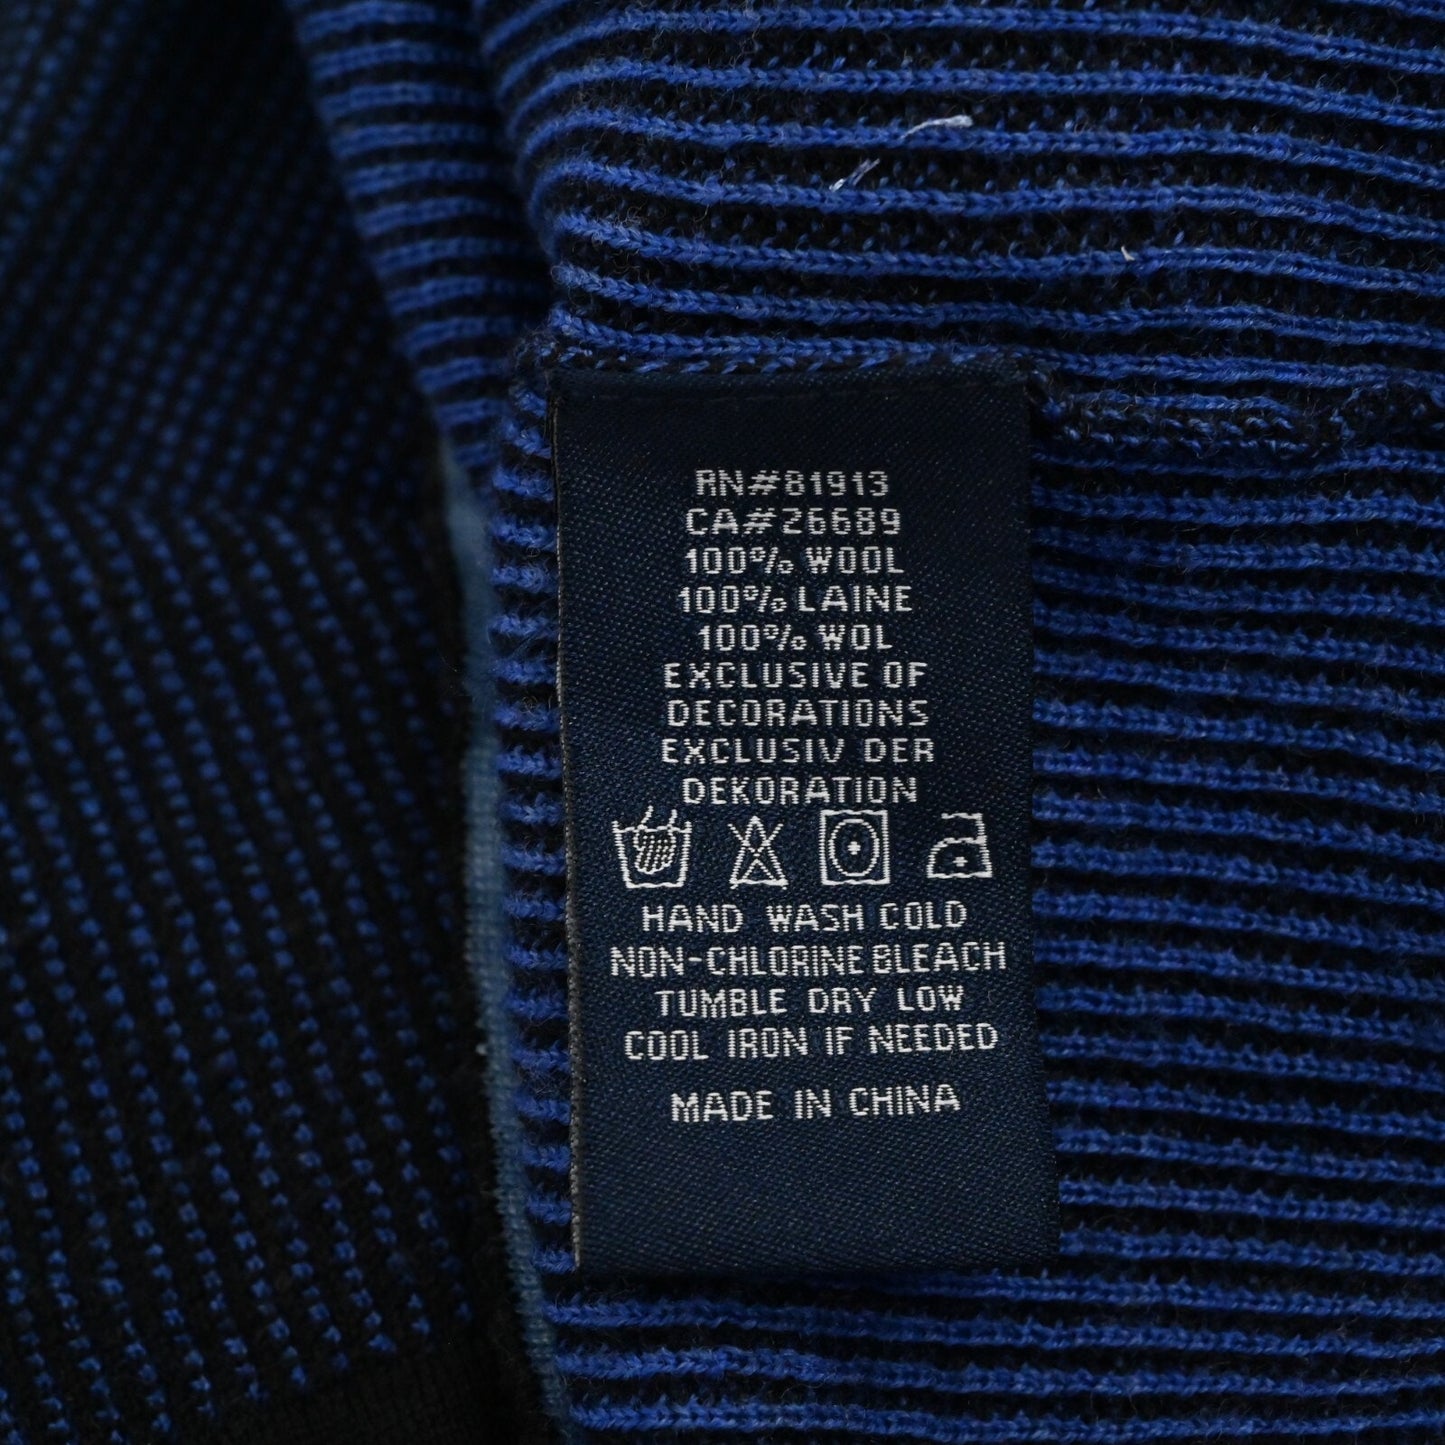 RN#81913
CA#26689
100% WOOL
100% LAINE
100% WOL
EXCLUSIVE OF
DECORATIONS
EXCLUSIV DER
DEKORATION
HAND WASH COLD
NON-CHLORINE BLEACH
TUMBLE DRY LOW
COOL IRON IF NEEDED
MADE IN CHINA